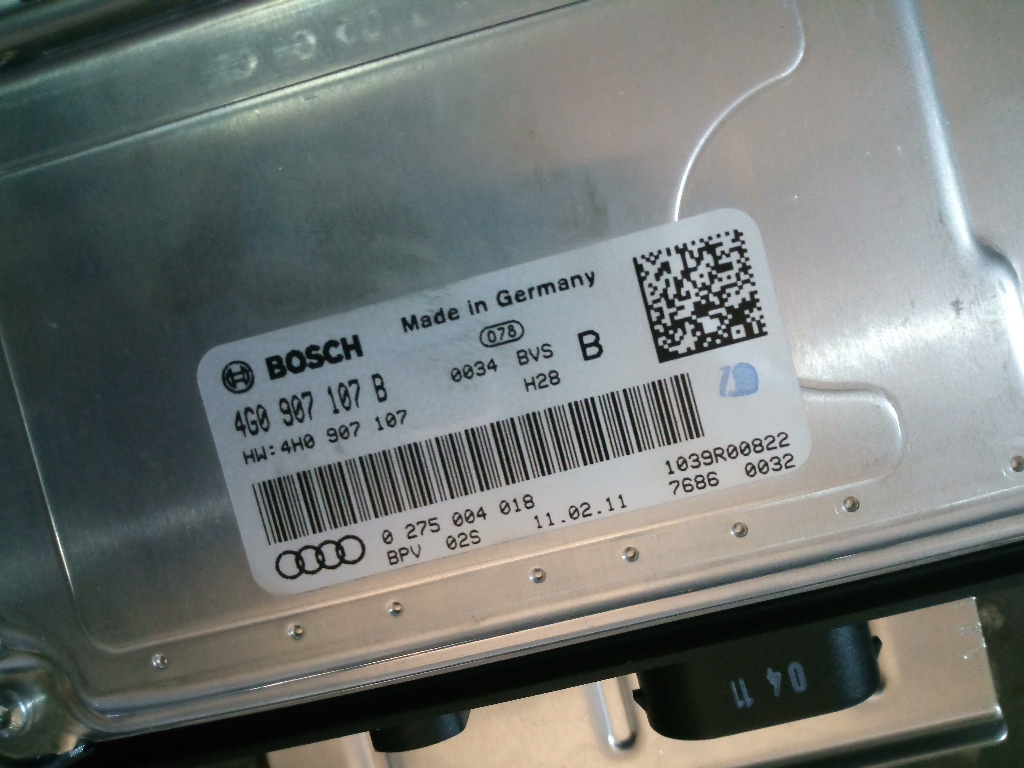 BOSCH
Made in Germany
078
4G0 907 107 B
0034 BVS B
HW: 4H0 907 107
H28
0 275 004 018
11.02.11
1039R00822
BPV 02S
7686 0032
04 11